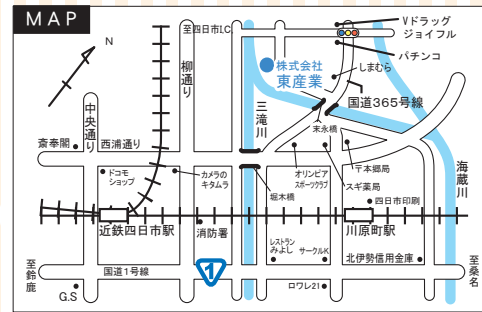 MAP
N
至四日市I.C.
Vドラッグ
ジョイフル
パチンコ
株式会社
東産業
しまむら
国道365号線
柳通り
中央通り
三滝川
斎奉閣
西浦通り
末永橋
海蔵川
ドコモ
ショップ
カメラの
キタムラ
オリンピア
スポーツクラブ
スギ薬局
〒本郷局
堀木橋
四日市印刷
近鉄四日市駅
消防署
川原町駅
至鈴鹿
国道1号線
1
レストラン
みよし
サークルK
北伊勢信用金庫
至桑名
G.S
ロワレ21